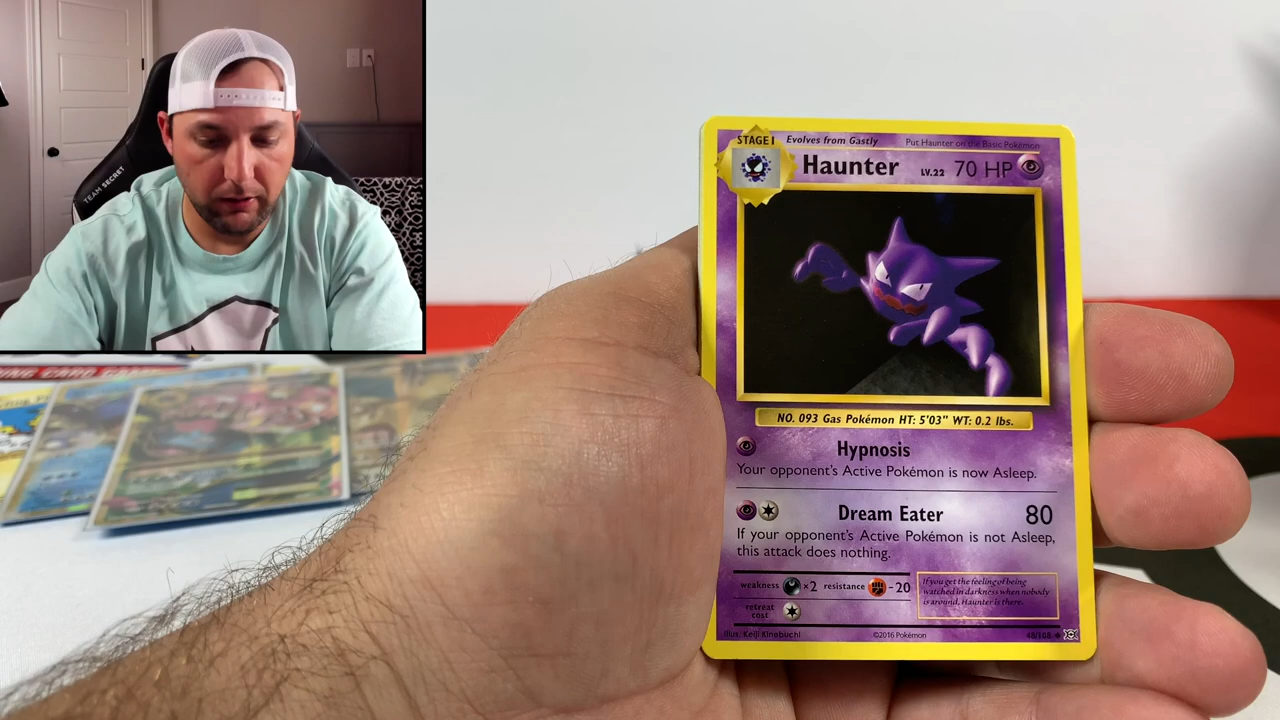 TEAM SECRET
STAGE 1 Evolves from Gastly Put Haunter on the Basic Pokémon
Haunter LV.22 70 HP
NO. 093 Gas Pokémon HT: 5'03" WT: 0.2 lbs.
Hypnosis
Your opponent's Active Pokémon is now Asleep.
Dream Eater 80
If your opponent's Active Pokémon is not Asleep,
this attack does nothing.
weakness ×2 resistance -20
retreat
cost
If you get the feeling of being
watched in darkness when nobody
is around, Haunter is there.
Illus. Keiji Kinebuchi ©2016 Pokémon 48/108